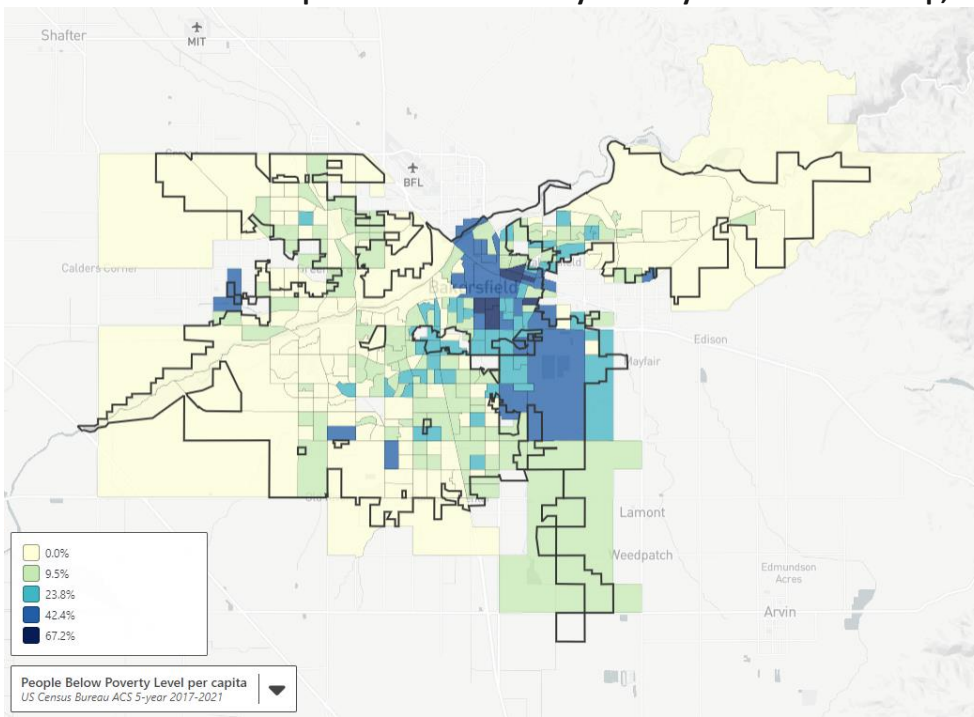 Shafter
MIT
BFL
Calders Corner
Bakersfield
Edison
Mayfair
Lamont
Weedpatch
Edmundson
Acres
Arvin
0.0%
9.5%
23.8%
42.4%
67.2%
People Below Poverty Level per capita
US Census Bureau ACS 5-year 2017-2021